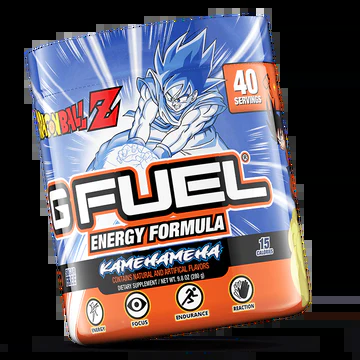 DRAGON BALL Z
40
SERVINGS
G FUEL®
ENERGY FORMULA
KAMEHAMEHA
CONTAINS NATURAL AND ARTIFICIAL FLAVORS
DIETARY SUPPLEMENT / NET WT. 9.8 OZ (280 g)
15
CALORIES
ENERGY
FOCUS
ENDURANCE
REACTION